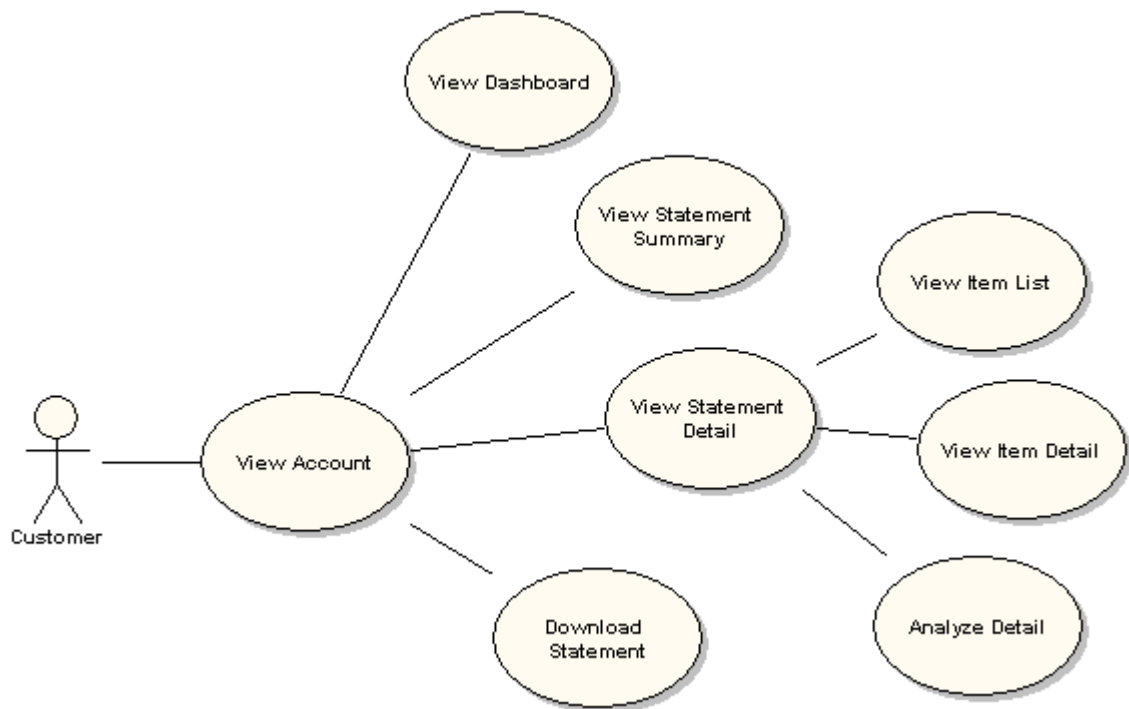 View Dashboard
View Statement
Summary
View Item List
View Statement
Detail
View Item Detail
View Account
Customer
Download
Statement
Analyze Detail